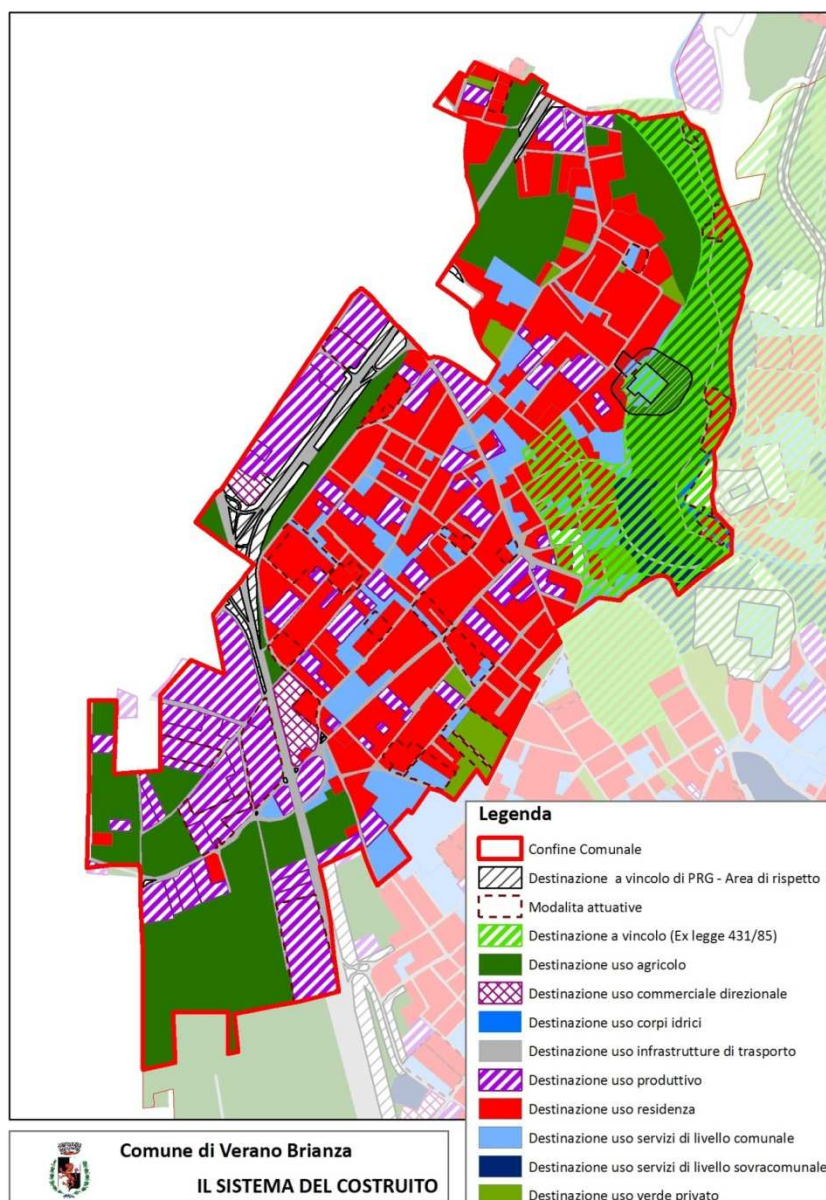 Legenda
Confine Comunale
Destinazione a vincolo di PRG - Area di rispetto
Modalita attuative
Destinazione a vincolo (Ex legge 431/85)
Destinazione uso agricolo
Destinazione uso commerciale direzionale
Destinazione uso corpi idrici
Destinazione uso infrastrutture di trasporto
Destinazione uso produttivo
Destinazione uso residenza
Destinazione uso servizi di livello comunale
Destinazione uso servizi di livello sovracomunale
Destinazione uso verde privato
Comune di Verano Brianza
IL SISTEMA DEL COSTRUITO